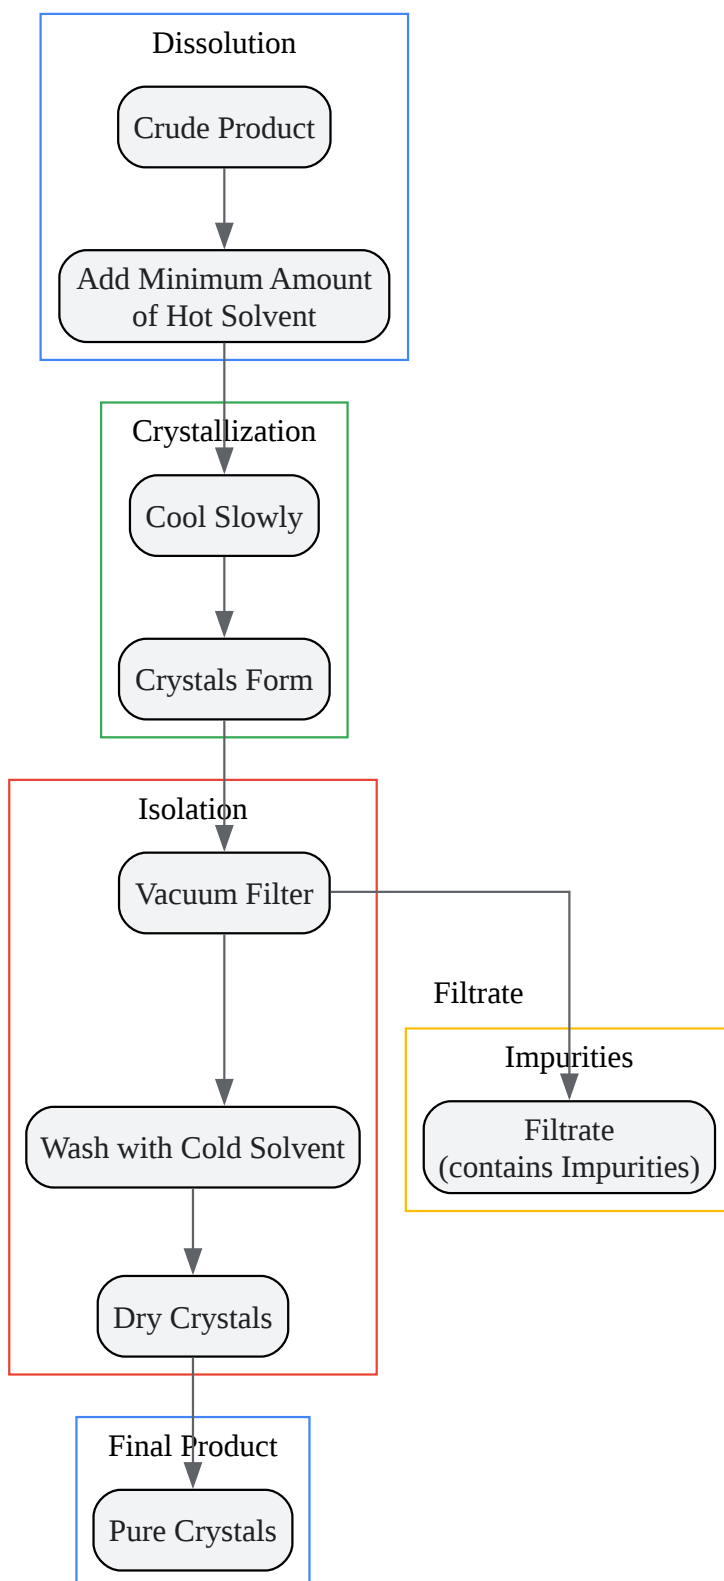 Dissolution
Crude Product
Add Minimum Amount
of Hot Solvent
Crystallization
Cool Slowly
Crystals Form
Isolation
Vacuum Filter
Filtrate
Impurities
Filtrate
(contains Impurities)
Wash with Cold Solvent
Dry Crystals
Final Product
Pure Crystals